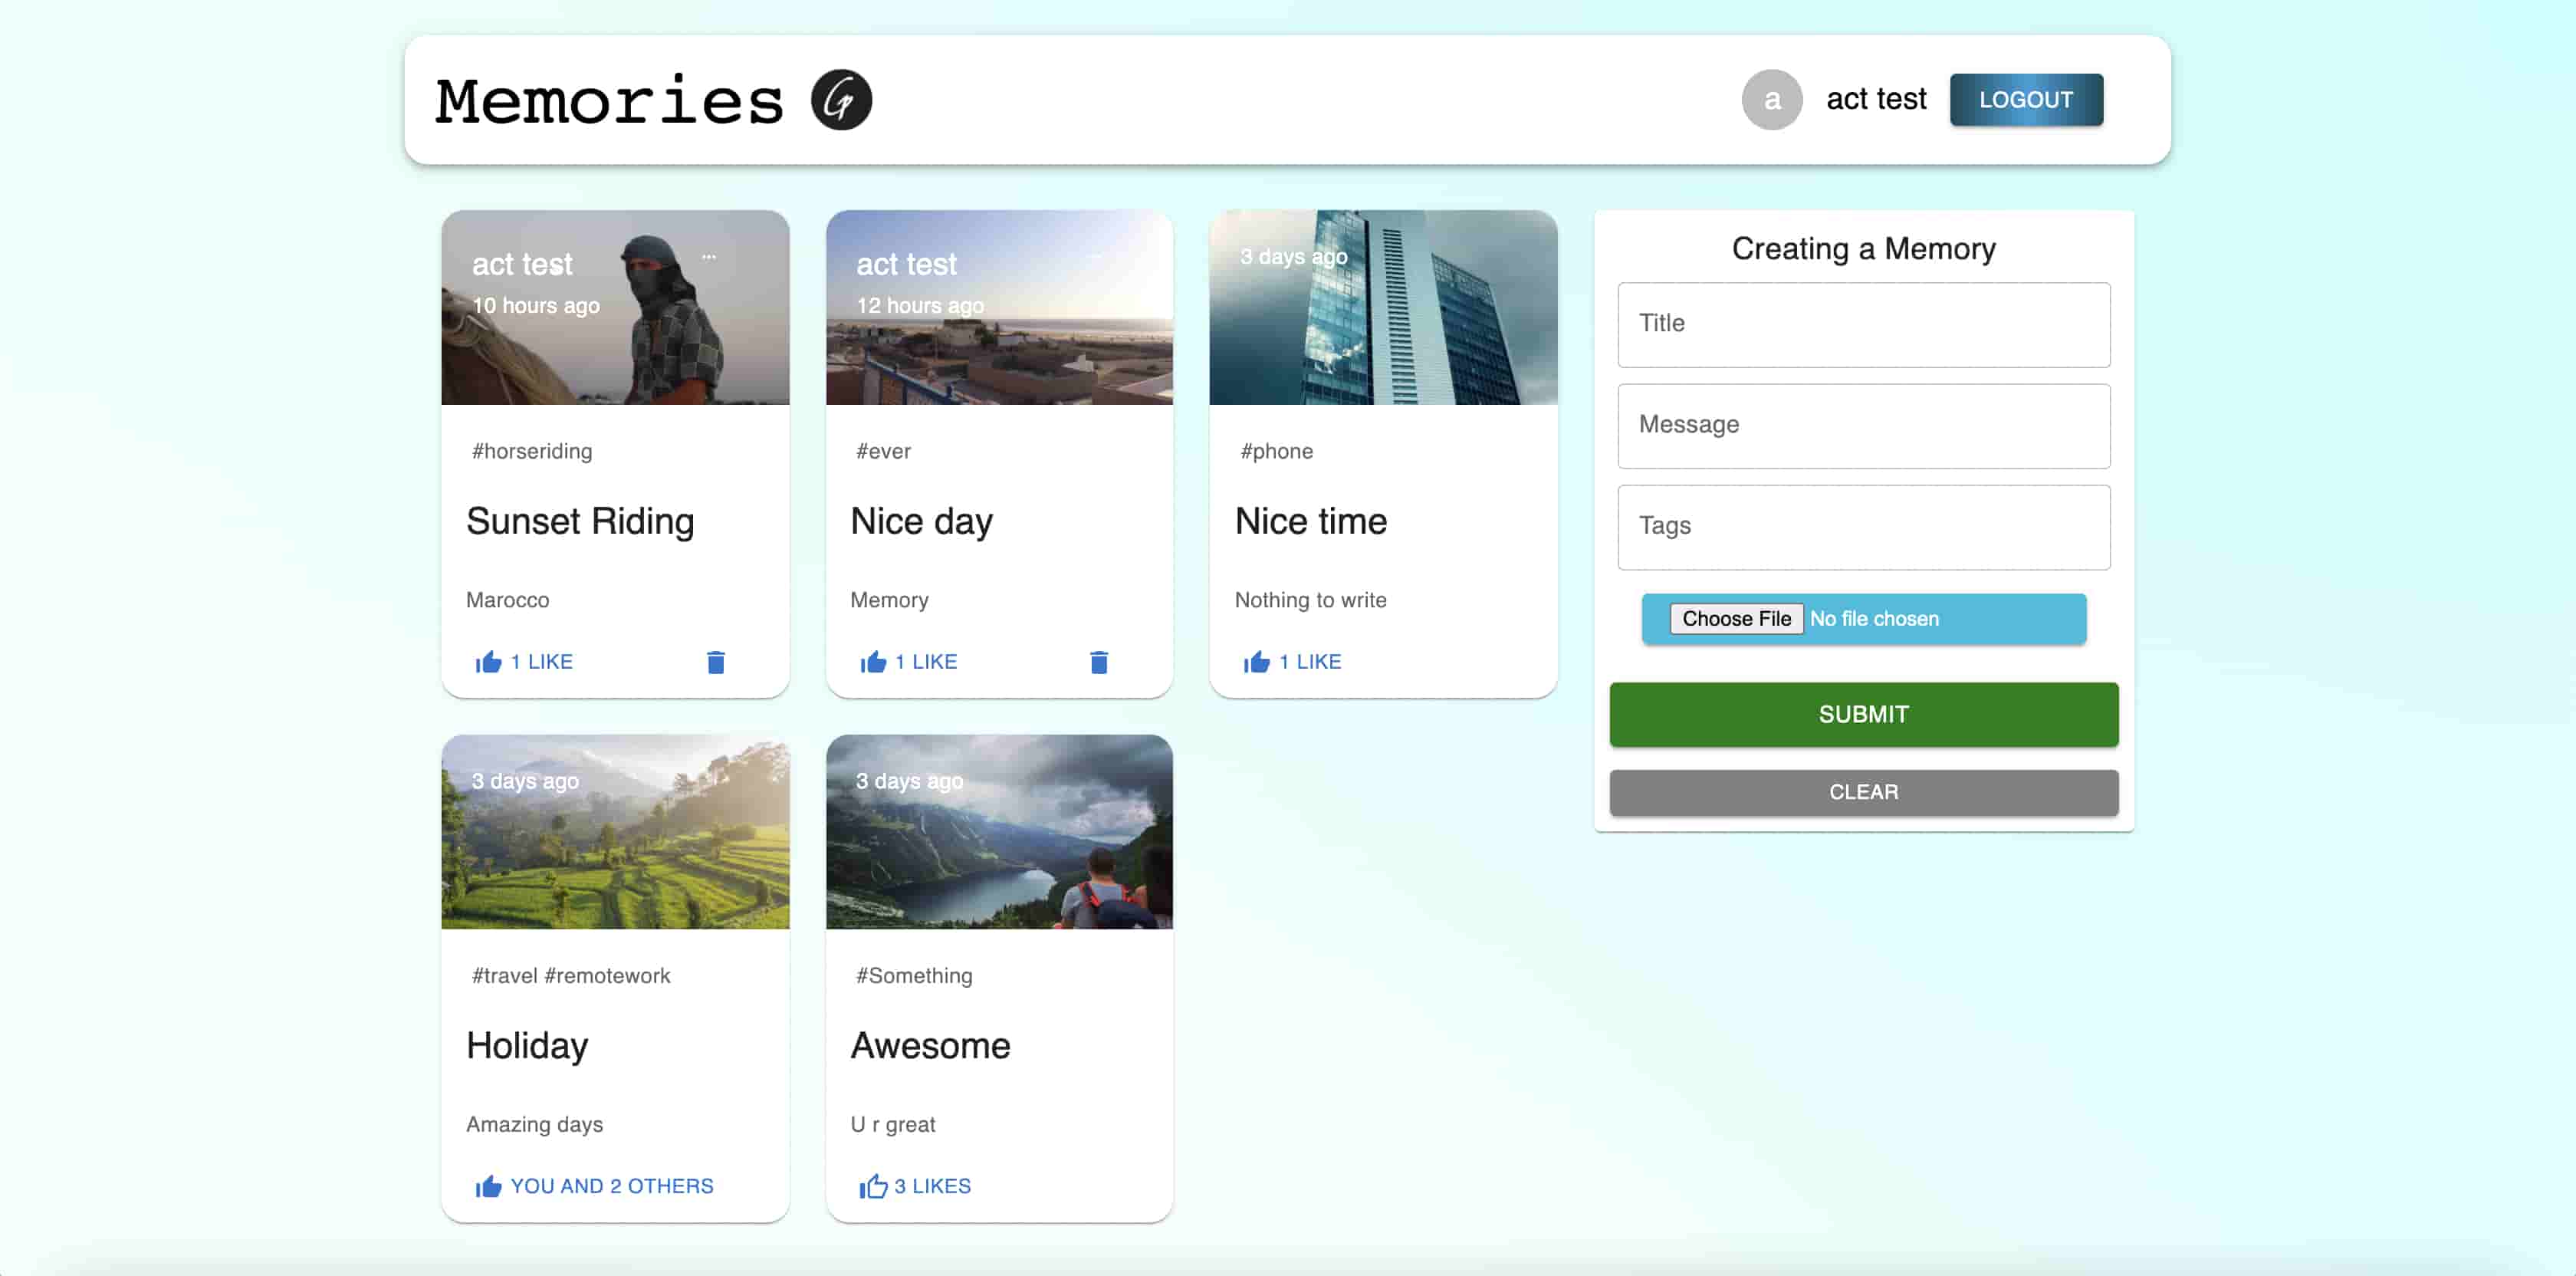 Memories
a act test LOGOUT
act test
...
10 hours ago
#horseriding
Sunset Riding
Marocco
1 LIKE
act test
...
12 hours ago
#ever
Nice day
Memory
1 LIKE
3 days ago
#phone
Nice time
Nothing to write
1 LIKE
3 days ago
#travel #remotework
Holiday
Amazing days
YOU AND 2 OTHERS
3 days ago
#Something
Awesome
U r great
3 LIKES
Creating a Memory
Title
Message
Tags
Choose File No file chosen
SUBMIT
CLEAR